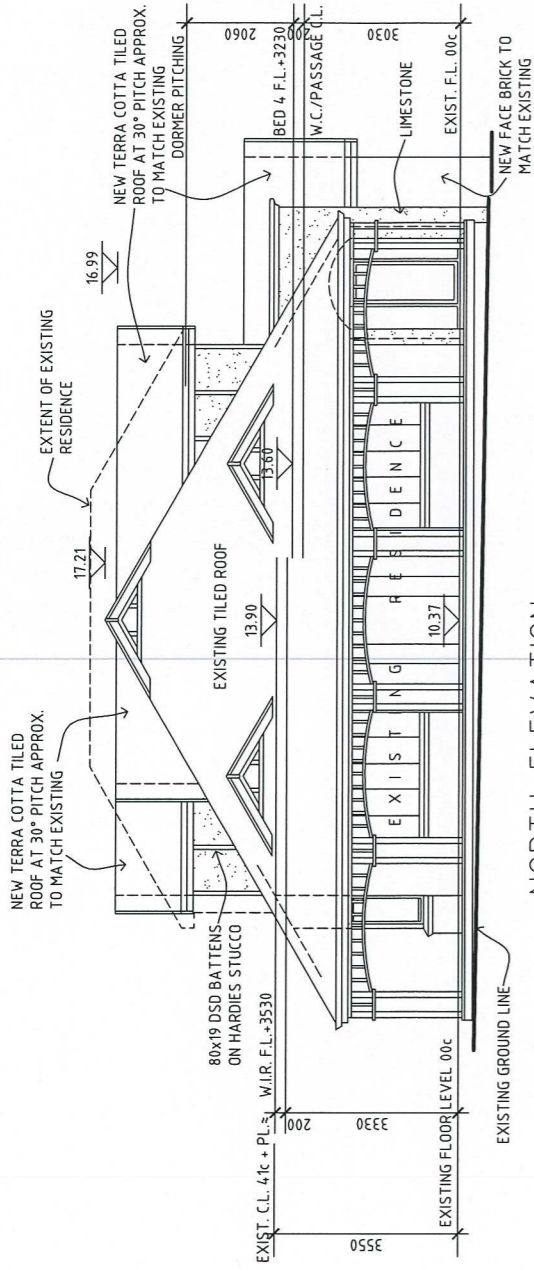 NEW TERRA COTTA TILED
ROOF AT 30° PITCH APPROX.
TO MATCH EXISTING
EXTENT OF EXISTING
RESIDENCE
17.21
16.99
NEW TERRA COTTA TILED
ROOF AT 30° PITCH APPROX.
TO MATCH EXISTING
DORMER PITCHING
2060
80x19 DSD BATTENS
ON HARDIES STUCCO
EXISTING TILED ROOF
13.60
13.90
BED 4 F.L.+3230
200
W.C./PASSAGE C.L.
3030
EXIST. C.L. 41c + PL.=
W.I.R. F.L.+3530
200
3330
3550
LIMESTONE
EXISTING RESIDENCE
10.37
EXISTING FLOOR LEVEL 00c
EXIST. F.L. 00c
EXISTING GROUND LINE
NEW FACE BRICK TO
MATCH EXISTING